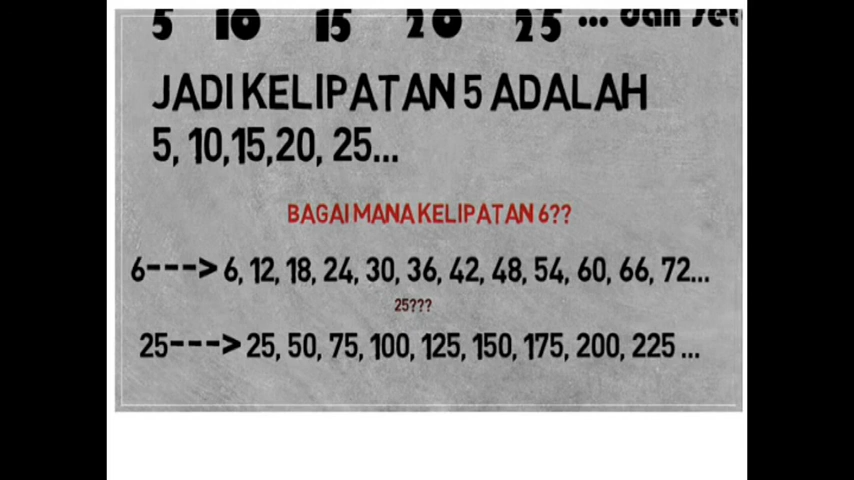 5 10 15 20 25 ... dan
JADI KELIPATAN 5 ADALAH
5, 10,15,20, 25...
BAGAI MANA KELIPATAN 6??
6---> 6, 12, 18, 24, 30, 36, 42, 48, 54, 60, 66, 72...
25???
25---> 25, 50, 75, 100, 125, 150, 175, 200, 225 ...